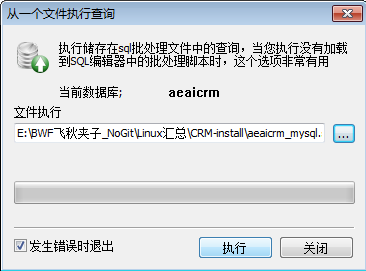 从一个文件执行查询
执行储存在sql批处理文件中的查询，当您执行没有加载
到SQL编辑器中的批处理脚本时，这个选项非常有用
当前数据库; aeaicrm
文件执行
E:\BWF飞秋夹子_NoGit\Linux汇总\CRM-install\aeaicrm_mysql.
...
发生错误时退出
执行
关闭